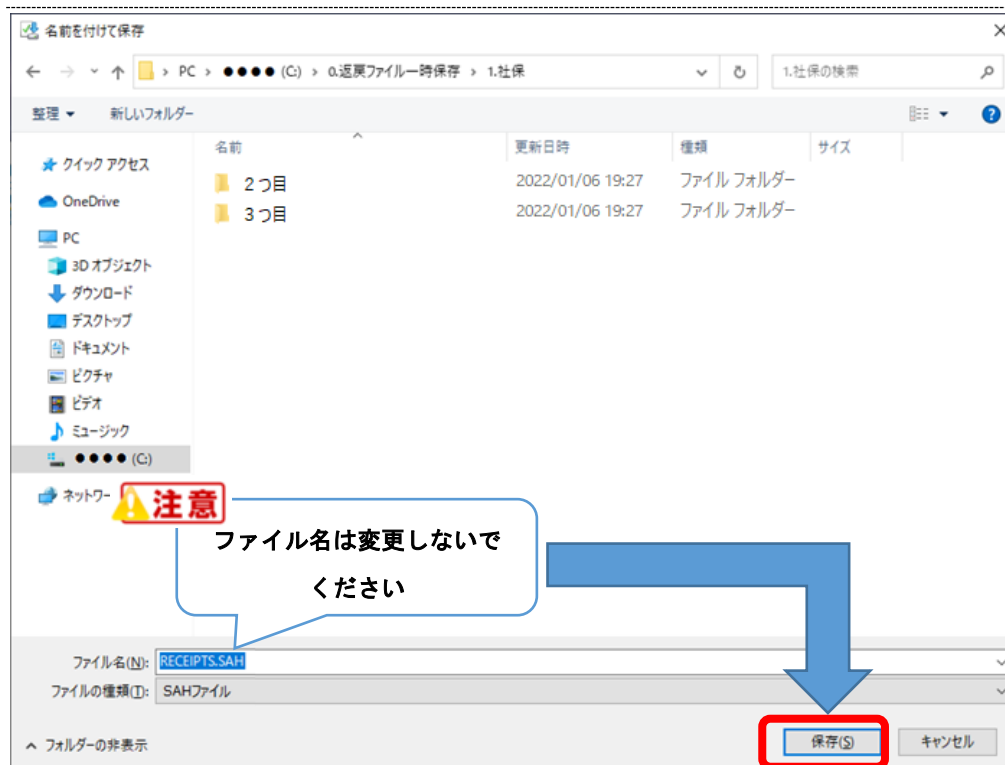 名前を付けて保存
PC › ●●●● (C:) › 0.返戻ファイル一時保存 › 1.社保
1.社保の検索
整理
新しいフォルダー
名前 更新日時 種類 サイズ
クイック アクセス
2つ目 2022/01/06 19:27 ファイル フォルダー
OneDrive
3つ目 2022/01/06 19:27 ファイル フォルダー
PC
3D オブジェクト
ダウンロード
デスクトップ
ドキュメント
ピクチャ
ビデオ
ミュージック
●●●● (C:)
ネットワー
注意
ファイル名は変更しないで
ください
ファイル名(N): RECEIPTS.SAH
ファイルの種類(T): SAHファイル
フォルダーの非表示
保存(S)
キャンセル